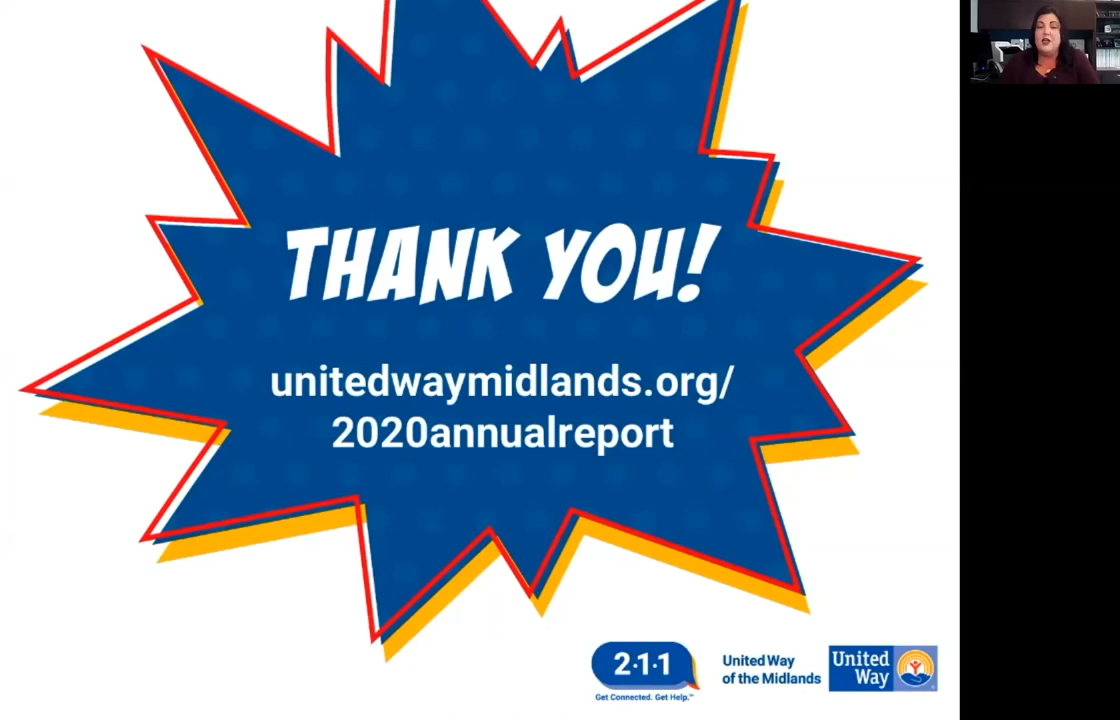 THANK YOU!
unitedwaymidlands.org/
2020annualreport
2·1·1
Get Connected. Get Help.™
United Way
of the Midlands
United
Way